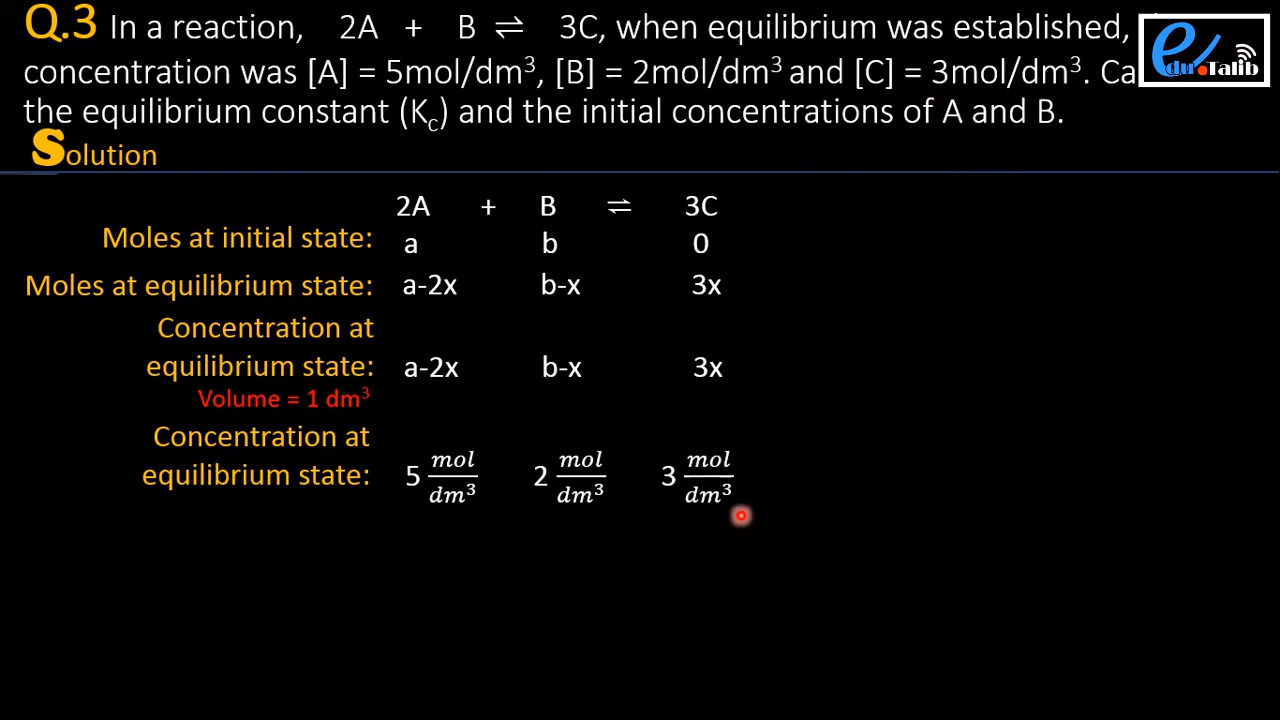 Q.3 In a reaction, 2A + B ⇌ 3C, when equilibrium was established,
concentration was [A] = 5mol/dm³, [B] = 2mol/dm³ and [C] = 3mol/dm³.
the equilibrium constant (K_c) and the initial concentrations of A and B.
edu.Talib
Solution
2A + B ⇌ 3C
Moles at initial state: a b 0
Moles at equilibrium state: a-2x b-x 3x
Concentration at
equilibrium state: a-2x b-x 3x
Volume = 1 dm³
Concentration at
equilibrium state: 5 mol/dm³ 2 mol/dm³ 3 mol/dm³